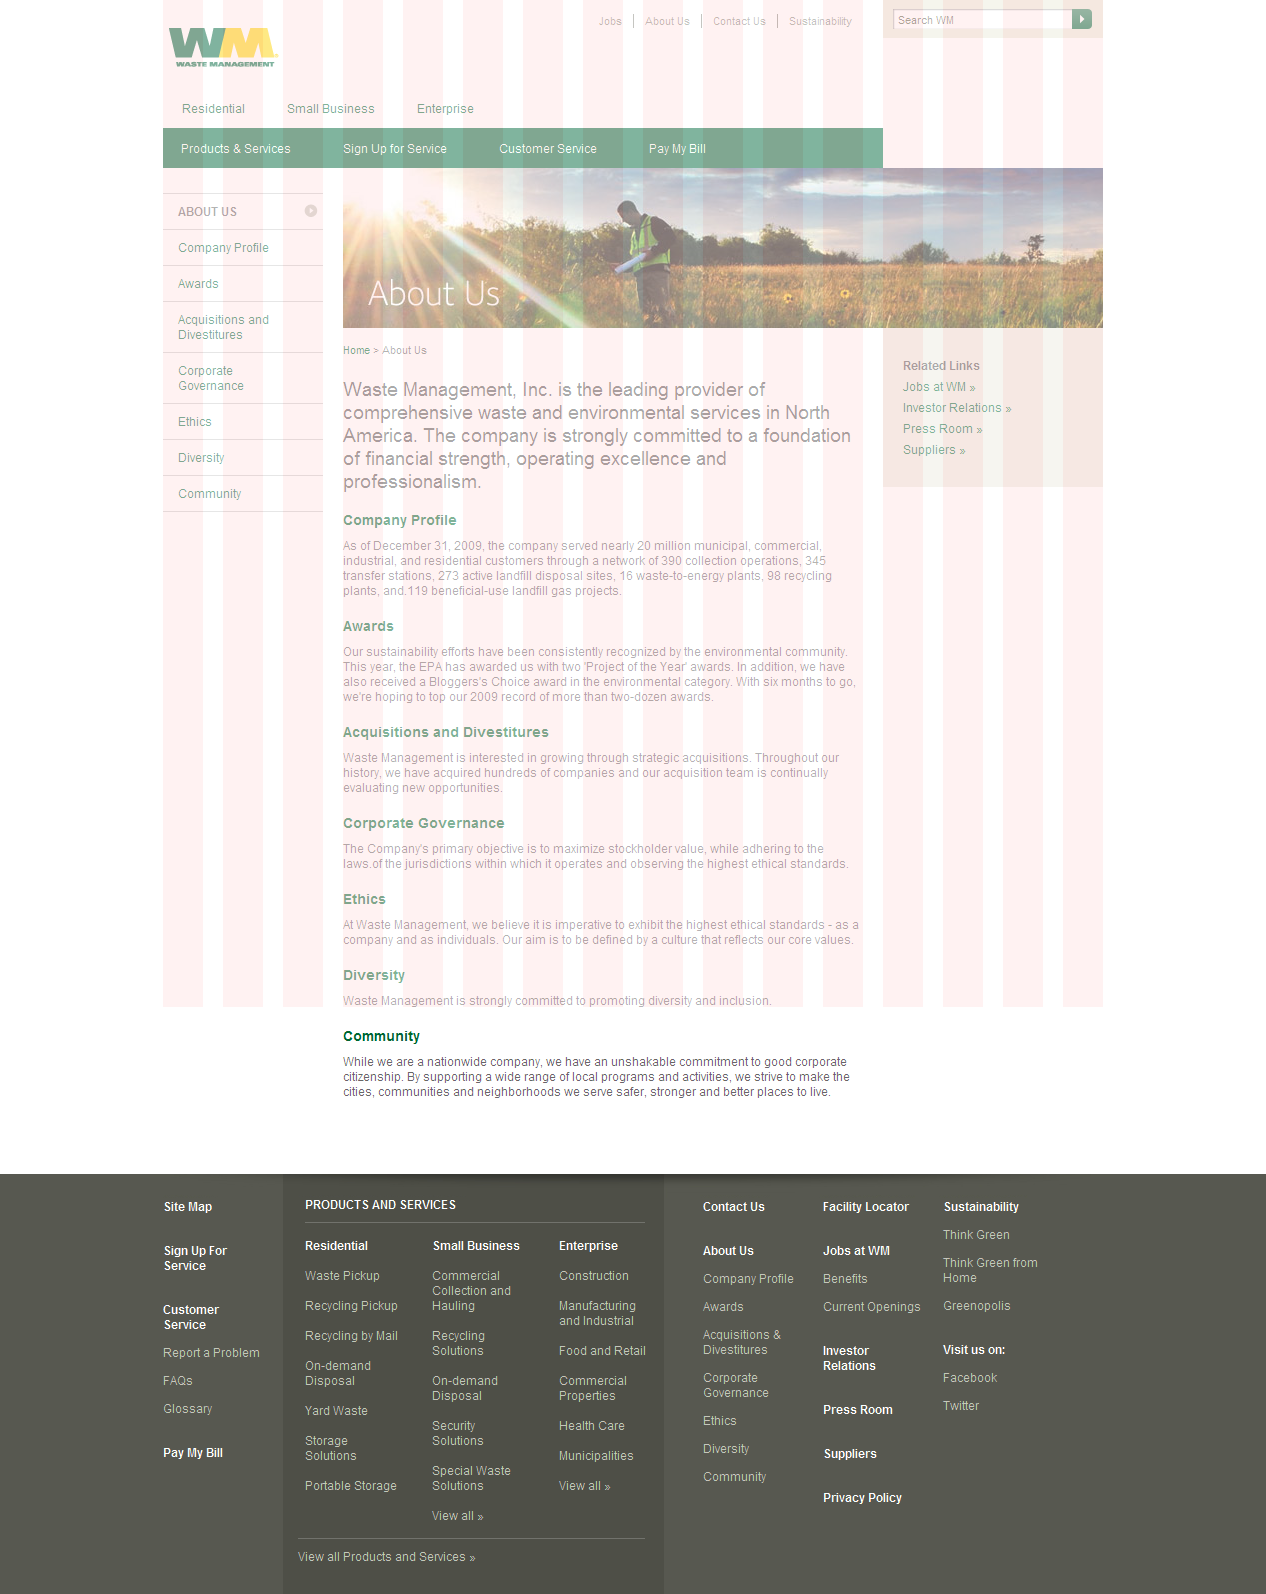 Jobs
About Us
Contact Us
Sustainability
Search WM
WM
WASTE MANAGEMENT
Residential
Small Business
Enterprise
Products & Services
Sign Up for Service
Customer Service
Pay My Bill
ABOUT US
Company Profile
Awards
Acquisitions and
Divestitures
Corporate
Governance
Ethics
Diversity
Community
About Us
Home > About Us
Waste Management, Inc. is the leading provider of
comprehensive waste and environmental services in North
America. The company is strongly committed to a foundation
of financial strength, operating excellence and
professionalism.
Company Profile
As of December 31, 2009, the company served nearly 20 million municipal, commercial,
industrial, and residential customers through a network of 390 collection operations, 345
transfer stations, 273 active landfill disposal sites, 16 waste-to-energy plants, 98 recycling
plants, and.119 beneficial-use landfill gas projects.
Awards
Our sustainability efforts have been consistently recognized by the environmental community.
This year, the EPA has awarded us with two 'Project of the Year' awards. In addition, we have
also received a Bloggers's Choice award in the environmental category. With six months to go,
we're hoping to top our 2009 record of more than two-dozen awards.
Acquisitions and Divestitures
Waste Management is interested in growing through strategic acquisitions. Throughout our
history, we have acquired hundreds of companies and our acquisition team is continually
evaluating new opportunities.
Corporate Governance
The Company's primary objective is to maximize stockholder value, while adhering to the
laws.of the jurisdictions within which it operates and observing the highest ethical standards.
Ethics
At Waste Management, we believe it is imperative to exhibit the highest ethical standards - as a
company and as individuals. Our aim is to be defined by a culture that reflects our core values.
Diversity
Waste Management is strongly committed to promoting diversity and inclusion.
Community
While we are a nationwide company, we have an unshakable commitment to good corporate
citizenship. By supporting a wide range of local programs and activities, we strive to make the
cities, communities and neighborhoods we serve safer, stronger and better places to live.
Related Links
Jobs at WM »
Investor Relations »
Press Room »
Suppliers »
Site Map
Sign Up For
Service
Customer
Service
Report a Problem
FAQs
Glossary
Pay My Bill
PRODUCTS AND SERVICES
Residential
Waste Pickup
Recycling Pickup
Recycling by Mail
On-demand
Disposal
Yard Waste
Storage
Solutions
Portable Storage
Small Business
Commercial
Collection and
Hauling
Recycling
Solutions
On-demand
Disposal
Security
Solutions
Special Waste
Solutions
View all »
Enterprise
Construction
Manufacturing
and Industrial
Food and Retail
Commercial
Properties
Health Care
Municipalities
View all »
View all Products and Services »
Contact Us
About Us
Company Profile
Awards
Acquisitions &
Divestitures
Corporate
Governance
Ethics
Diversity
Community
Facility Locator
Jobs at WM
Benefits
Current Openings
Investor
Relations
Press Room
Suppliers
Privacy Policy
Sustainability
Think Green
Think Green from
Home
Greenopolis
Visit us on:
Facebook
Twitter